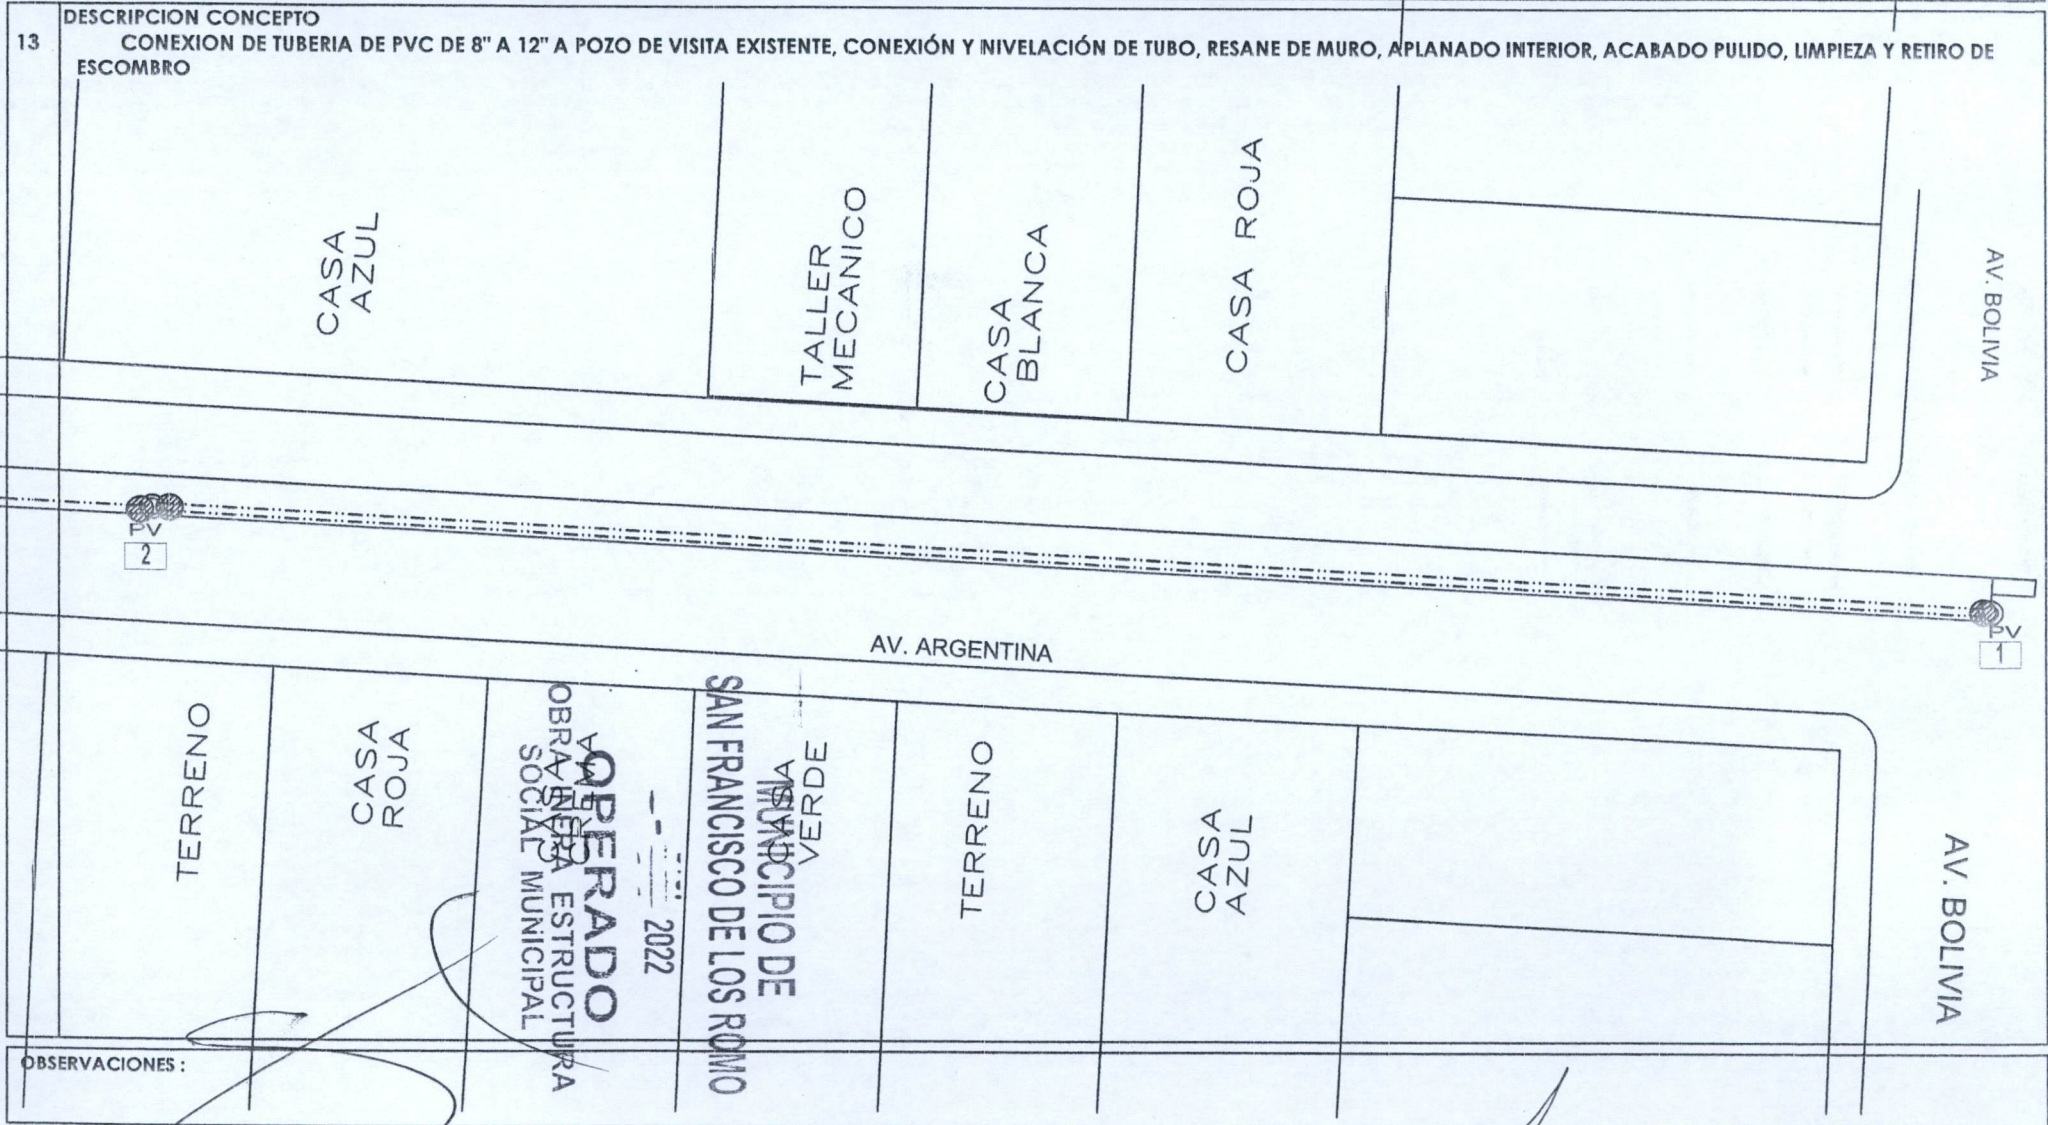 DESCRIPCION CONCEPTO
13
CONEXION DE TUBERIA DE PVC DE 8" A 12" A POZO DE VISITA EXISTENTE, CONEXIÓN Y NIVELACIÓN DE TUBO, RESANE DE MURO, APLANADO INTERIOR, ACABADO PULIDO, LIMPIEZA Y RETIRO DE
ESCOMBRO
CASA
AZUL
TALLER
MECANICO
CASA
BLANCA
CASA ROJA
AV. BOLIVIA
PV
2
PV
1
AV. ARGENTINA
TERRENO
CASA
ROJA
MUNICIPIO DE
SAN FRANCISCO DE LOS ROMO
2022
OPERADO
OBRA ESTRUCTURA
SOCIAL MUNICIPAL
VERDE
TERRENO
CASA
AZUL
AV. BOLIVIA
OBSERVACIONES :